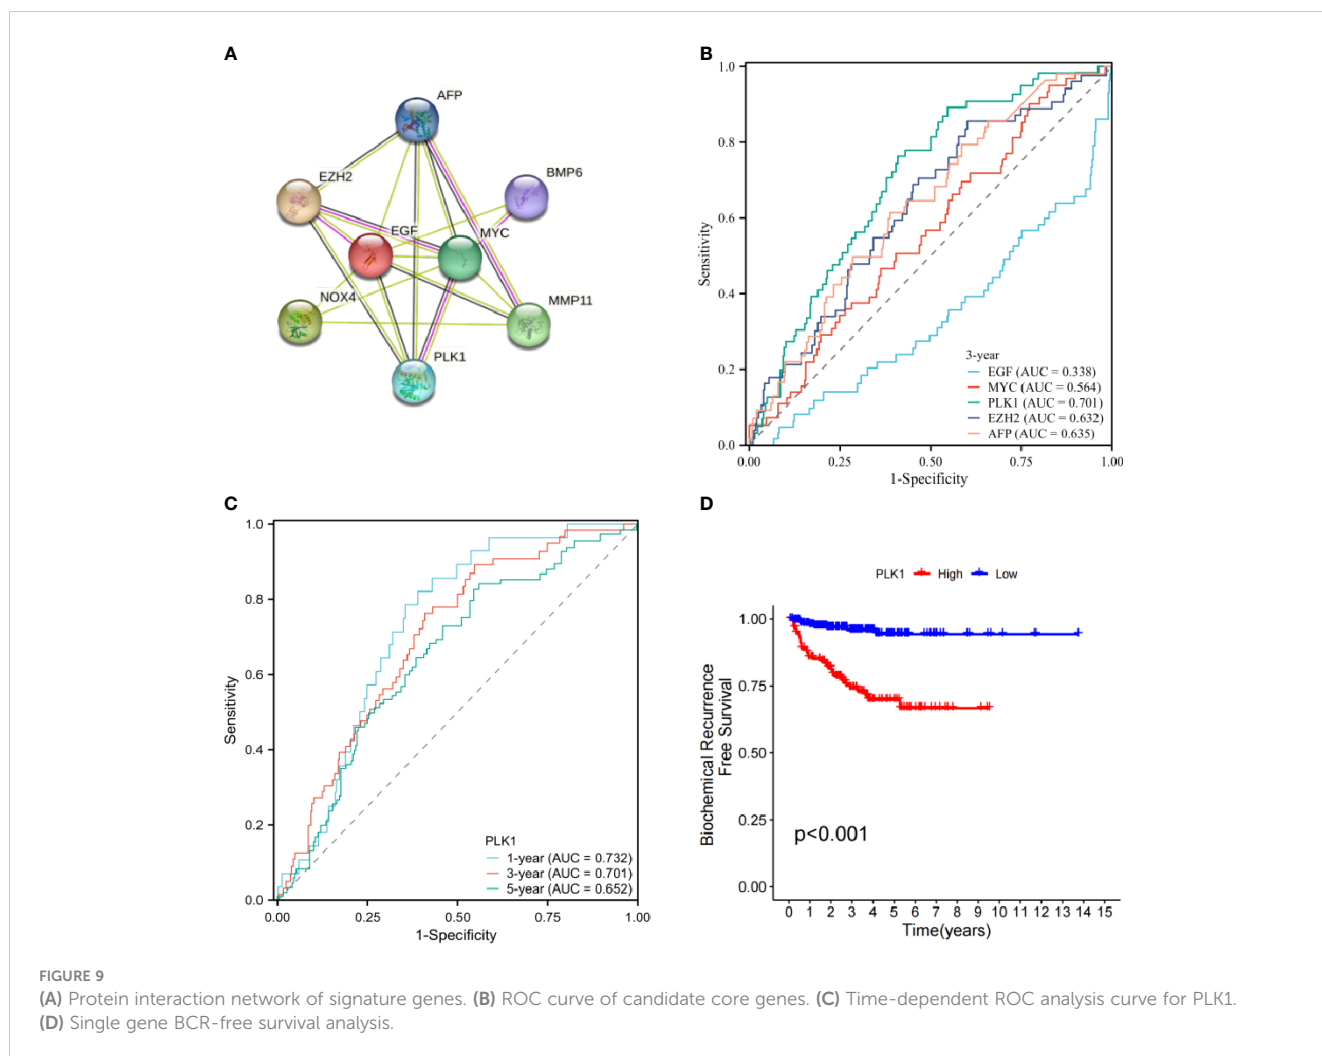 A
AFP
EZH2
BMP6
EGF
MYC
NOX4
MMP11
PLK1
B
1.0
0.8
0.6
0.4
0.2
0.0
Sensitivity
3-year
EGF (AUC = 0.338)
MYC (AUC = 0.564)
PLK1 (AUC = 0.701)
EZH2 (AUC = 0.632)
AFP (AUC = 0.635)
0.00 0.25 0.50 0.75 1.00
1-Specificity
C
1.0
0.8
0.6
0.4
0.2
0.0
Sensitivity
PLK1
1-year (AUC = 0.732)
3-year (AUC = 0.701)
5-year (AUC = 0.652)
0.00 0.25 0.50 0.75 1.00
1-Specificity
D
PLK1 High Low
1.00
0.75
0.50
0.25
0.00
Biochemical Recurrence
Free Survival
p<0.001
0 1 2 3 4 5 6 7 8 9 10 11 12 13 14 15
Time(years)
FIGURE 9
(A) Protein interaction network of signature genes. (B) ROC curve of candidate core genes. (C) Time-dependent ROC analysis curve for PLK1.
(D) Single gene BCR-free survival analysis.